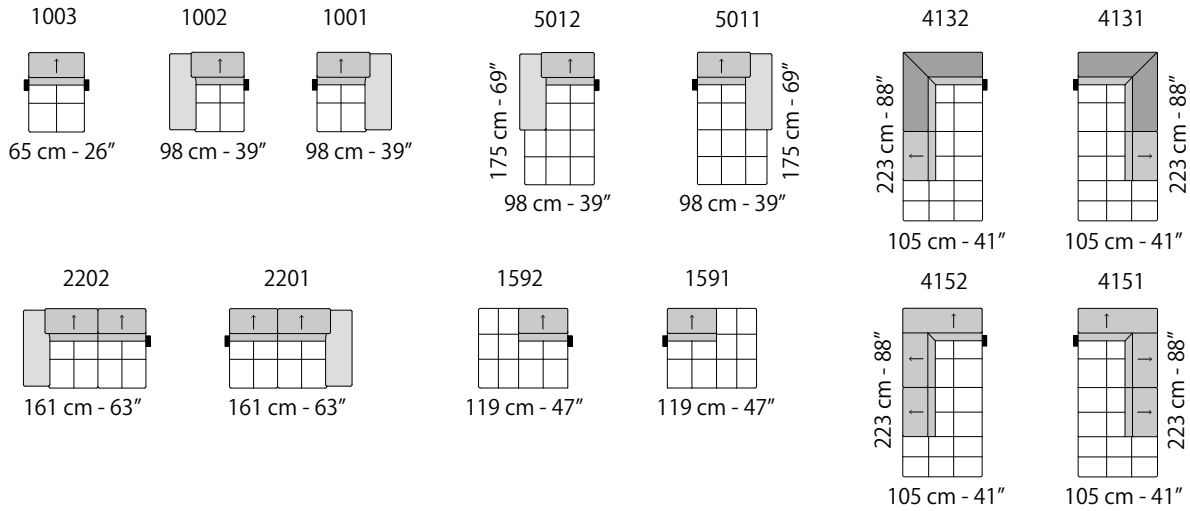 1003
1002
1001
5012
5011
4132
4131
175 cm - 69”
175 cm - 69”
223 cm - 88”
223 cm - 88”
65 cm - 26”
98 cm - 39”
98 cm - 39”
98 cm - 39”
98 cm - 39”
105 cm - 41”
105 cm - 41”
2202
2201
1592
1591
4152
4151
223 cm - 88”
223 cm - 88”
161 cm - 63”
161 cm - 63”
119 cm - 47”
119 cm - 47”
105 cm - 41”
105 cm - 41”